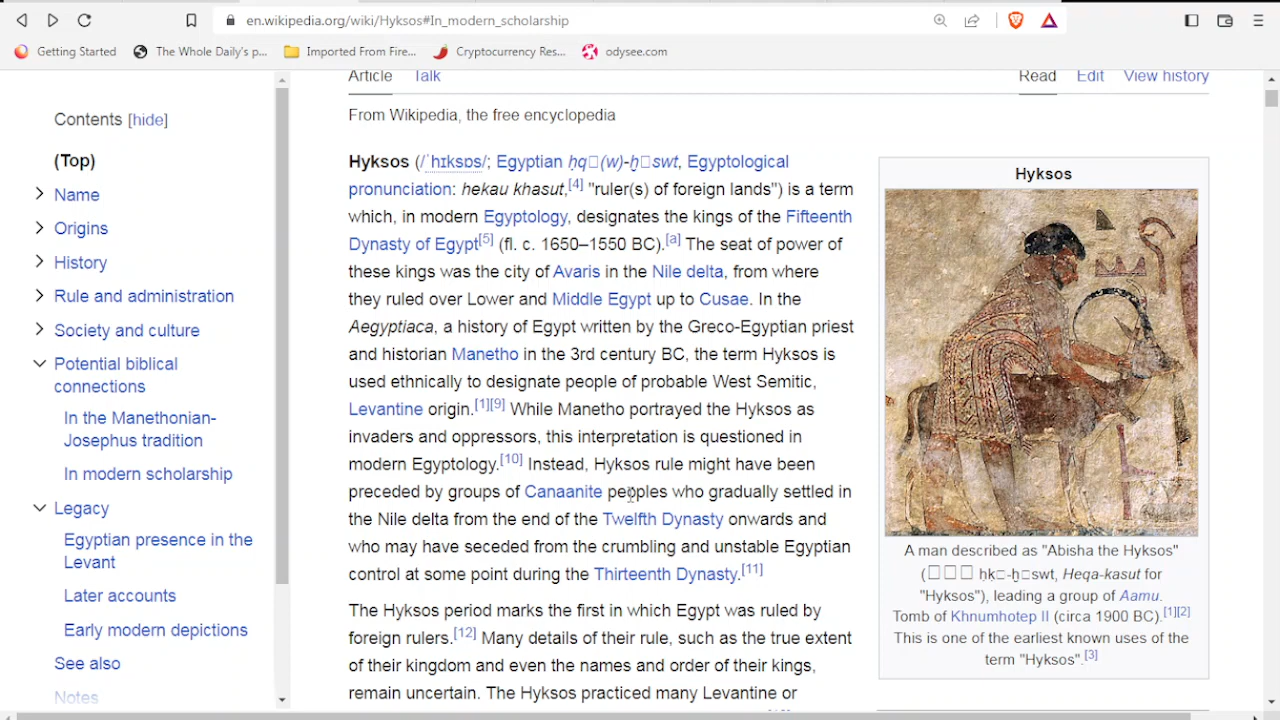 en.wikipedia.org/wiki/Hyksos#In_modern_scholarship
Getting Started
The Whole Daily's p...
Imported From Fire...
Cryptocurrency Res...
odysee.com
Article Talk
Read Edit View history
From Wikipedia, the free encyclopedia
Contents [hide]
(Top)
Name
Origins
History
Rule and administration
Society and culture
Potential biblical
connections
In the Manethonian-
Josephus tradition
In modern scholarship
Legacy
Egyptian presence in the
Levant
Later accounts
Early modern depictions
See also
Notes
Hyksos (/ˈhɪksɒs/; Egyptian ḥq□(w)-ḫ□swt, Egyptological
pronunciation: hekau khasut,[4] "ruler(s) of foreign lands") is a term
which, in modern Egyptology, designates the kings of the Fifteenth
Dynasty of Egypt[5] (fl. c. 1650–1550 BC).[a] The seat of power of
these kings was the city of Avaris in the Nile delta, from where
they ruled over Lower and Middle Egypt up to Cusae. In the
Aegyptiaca, a history of Egypt written by the Greco-Egyptian priest
and historian Manetho in the 3rd century BC, the term Hyksos is
used ethnically to designate people of probable West Semitic,
Levantine origin.[1][9] While Manetho portrayed the Hyksos as
invaders and oppressors, this interpretation is questioned in
modern Egyptology.[10] Instead, Hyksos rule might have been
preceded by groups of Canaanite peoples who gradually settled in
the Nile delta from the end of the Twelfth Dynasty onwards and
who may have seceded from the crumbling and unstable Egyptian
control at some point during the Thirteenth Dynasty.[11]
The Hyksos period marks the first in which Egypt was ruled by
foreign rulers.[12] Many details of their rule, such as the true extent
of their kingdom and even the names and order of their kings,
remain uncertain. The Hyksos practiced many Levantine or
Hyksos
A man described as "Abisha the Hyksos"
(□□□ ḥḳ□-ḫ□swt, Heqa-kasut for
"Hyksos"), leading a group of Aamu.
Tomb of Khnumhotep II (circa 1900 BC).[1][2]
This is one of the earliest known uses of the
term "Hyksos".[3]